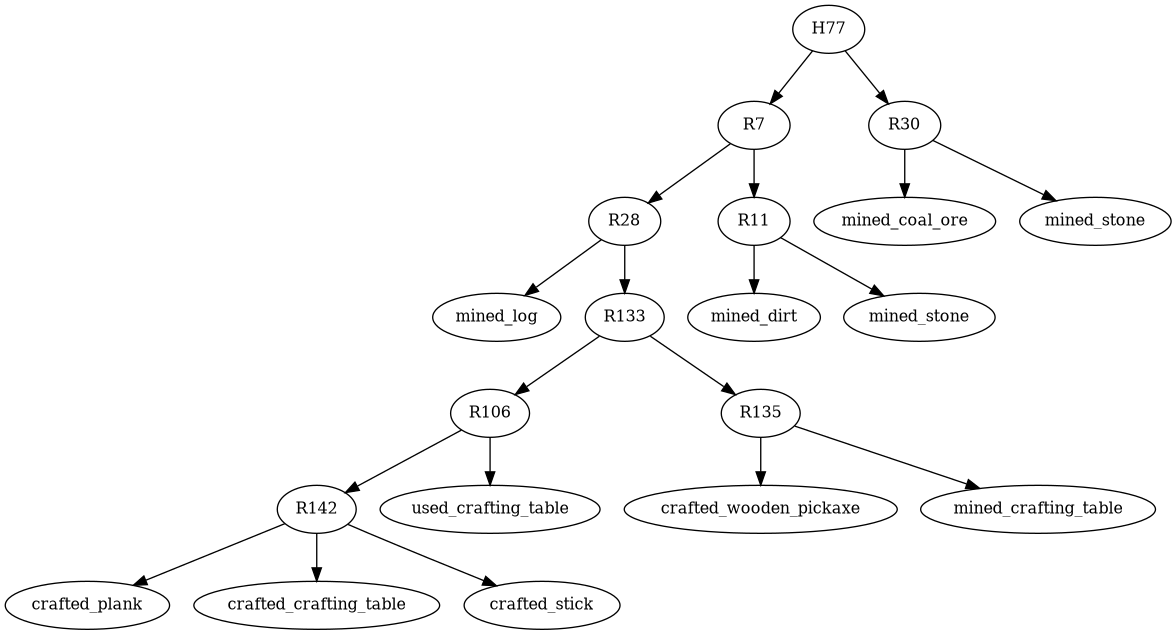 H77
R7
R30
R28
R11
mined_coal_ore
mined_stone
mined_log
R133
mined_dirt
mined_stone
R106
R135
R142
used_crafting_table
crafted_wooden_pickaxe
mined_crafting_table
crafted_plank
crafted_crafting_table
crafted_stick